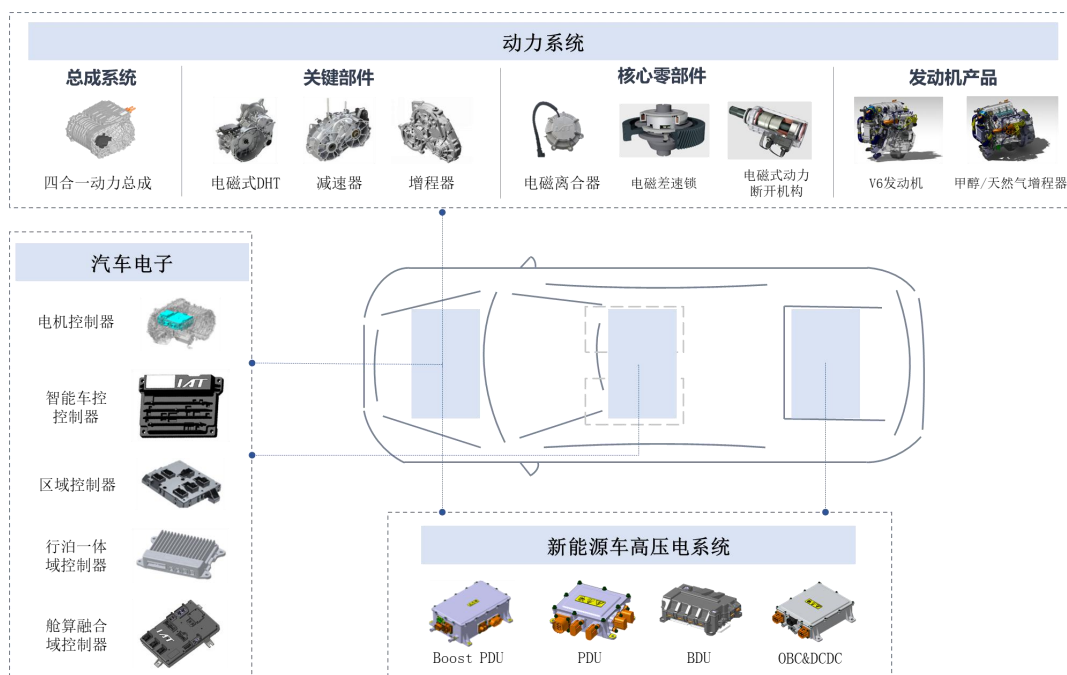 动力系统
总成系统
关键部件
核心零部件
发动机产品
四合一动力总成
电磁式DHT
减速器
增程器
电磁离合器
电磁差速锁
电磁式动力
断开机构
V6发动机
甲醇/天然气增程器
汽车电子
电机控制器
智能车控
控制器
IAT
区域控制器
行泊一体
域控制器
舱算融合
域控制器
IAT
新能源车高压电系统
Boost PDU
PDU
BDU
OBC&DCDC